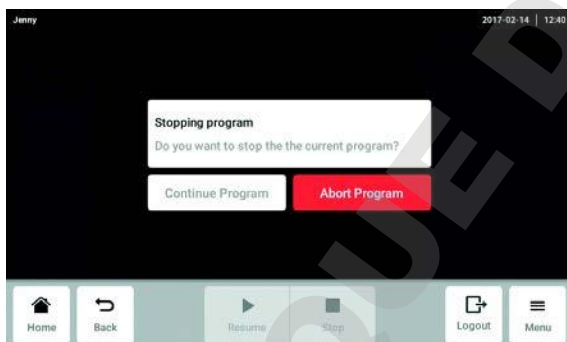 Jenny 2017-02-14 | 12:40
Stopping program
Do you want to stop the the current program?
Continue Program Abort Program
Home Back Resume Stop Logout Menu